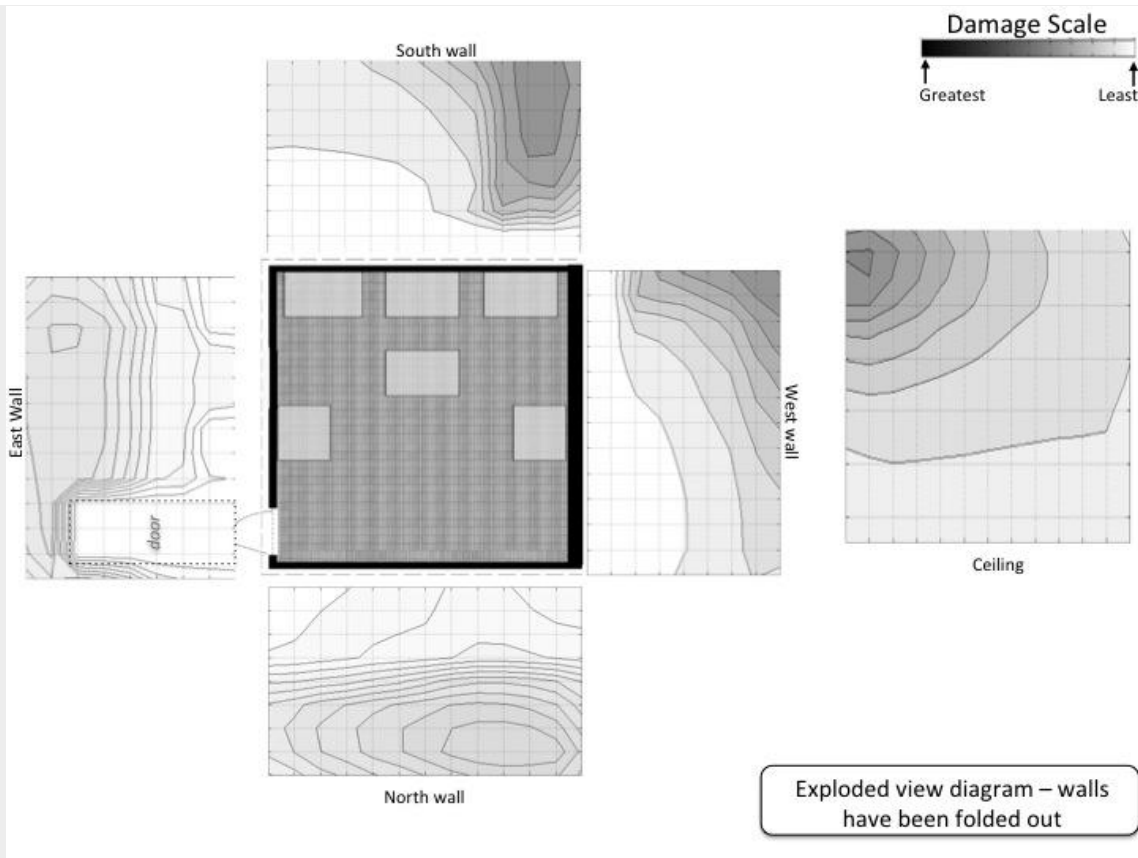 Damage Scale
Greatest
Least
South wall
East Wall
door
West wall
Ceiling
North wall
Exploded view diagram – walls
have been folded out